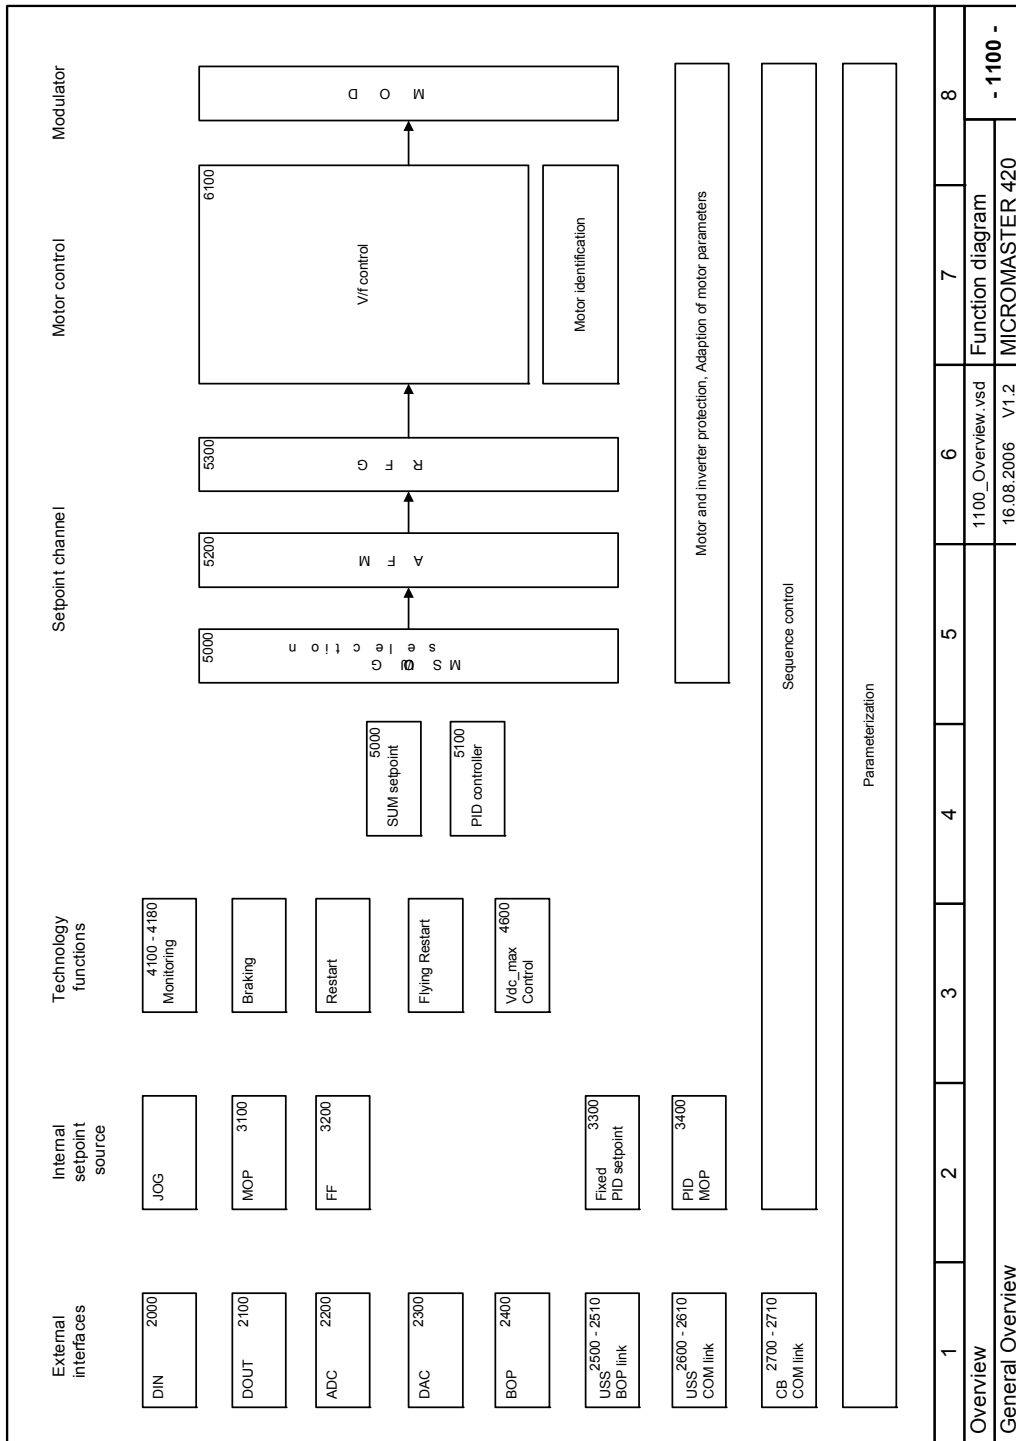 External
interfaces
Internal
setpoint
source
Technology
functions
Setpoint channel
Motor control
Modulator
DIN 2000
DOUT 2100
ADC 2200
DAC 2300
BOP 2400
2500 - 2510
USS
BOP link
2600 - 2610
USS
COM link
2700 - 2710
CB
COM link
JOG
MOP 3100
FF 3200
3300
Fixed
PID setpoint
3400
PID
MOP
4100 - 4180
Monitoring
Braking
Restart
Flying Restart
4600
Vdc_max
Control
5000
SUM setpoint
5100
PID controller
5000
selection
5200
AFM
5300
RFG
6100
V/f control
Motor identification
MOD
Motor and inverter protection, Adaption of motor parameters
Sequence control
Parameterization
1 2 3 4 5 6 7 8
Overview 1100_Overview.vsd Function diagram
General Overview 16.08.2006 V1.2 MICROMASTER 420
- 1100 -